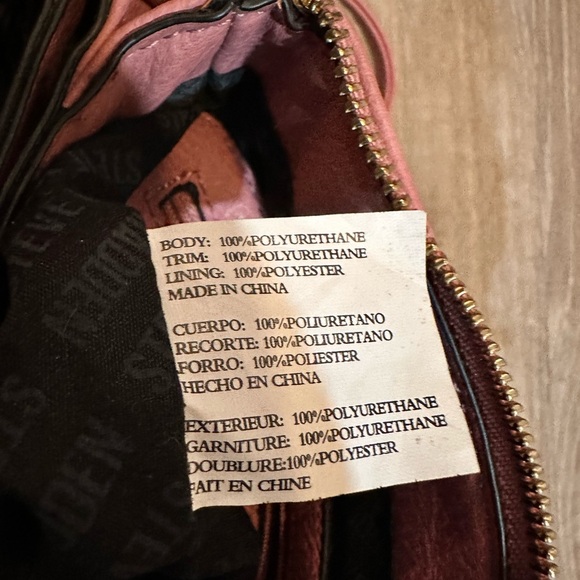 BODY: 100%POLYURETHANE
TRIM: 100%POLYURETHANE
LINING: 100%POLYESTER
MADE IN CHINA
CUERPO: 100%POLIURETANO
RECORTE: 100%POLIURETANO
FORRO: 100%POLIESTER
HECHO EN CHINA
EXTERIEUR: 100%POLYURETHANE
GARNITURE: 100%POLYURETHANE
DOUBLURE:100%POLYESTER
FAIT EN CHINE